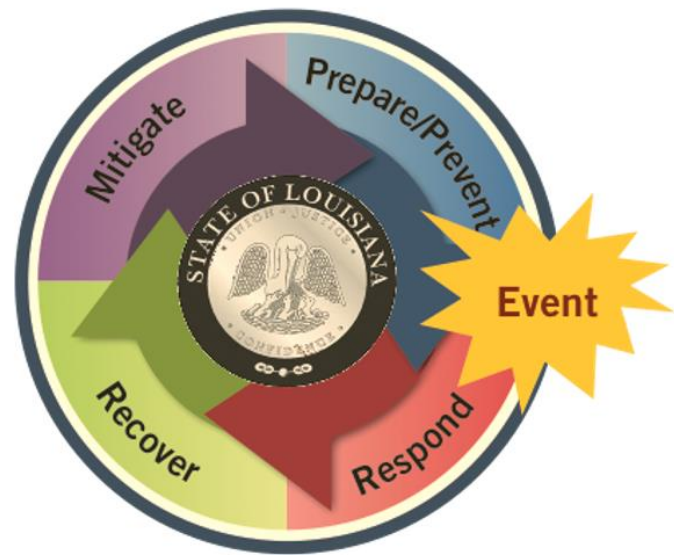 Mitigate
Prepare/Prevent
STATE OF LOUISIANA
UNION · JUSTICE ·
· CONFIDENCE ·
Event
Recover
Respond